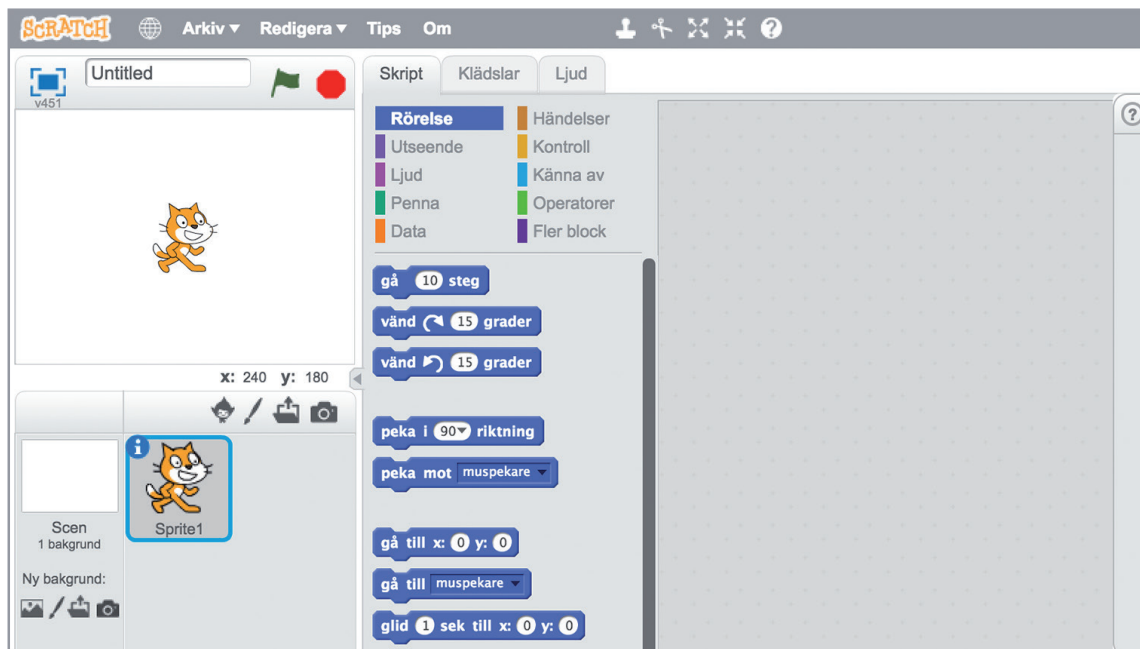 SCRATCH Arkiv Redigera Tips Om
Untitled
v451
x: 240 y: 180
Scen
1 bakgrund
Ny bakgrund:
Sprite1
Skript Klädslar Ljud
Rörelse
Utseende
Ljud
Penna
Data
Händelser
Kontroll
Känna av
Operatorer
Fler block
gå 10 steg
vänd 15 grader
vänd 15 grader
peka i 90 riktning
peka mot muspekare
gå till x: 0 y: 0
gå till muspekare
glid 1 sek till x: 0 y: 0